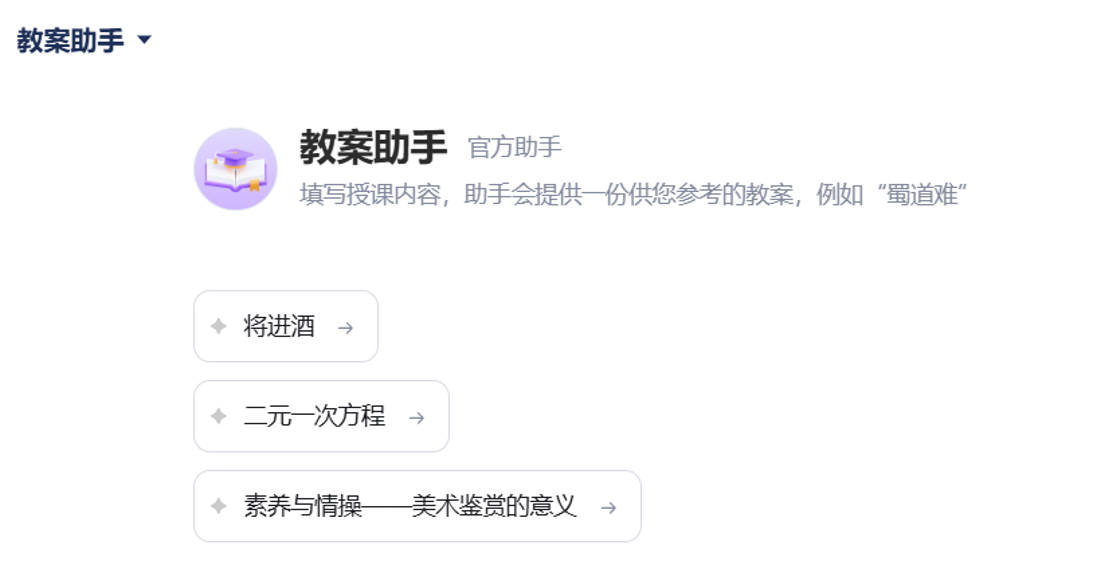 教案助手
教案助手 官方助手
填写授课内容，助手会提供一份供您参考的教案，例如“蜀道难”
将进酒
二元一次方程
素养与情操——美术鉴赏的意义